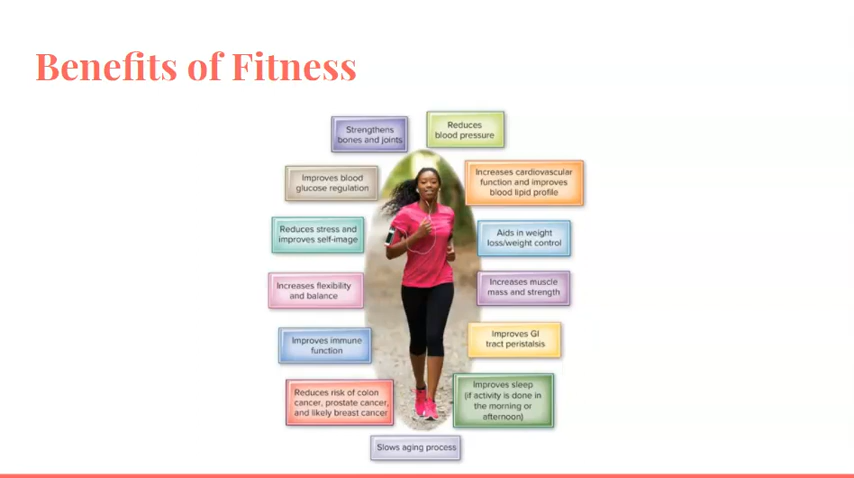 Benefits of Fitness
Strengthens
bones and joints
Reduces
blood pressure
Improves blood
glucose regulation
Increases cardiovascular
function and improves
blood lipid profile
Reduces stress and
improves self-image
Aids in weight
loss/weight control
Increases flexibility
and balance
Increases muscle
mass and strength
Improves immune
function
Improves GI
tract peristalsis
Reduces risk of colon
cancer, prostate cancer,
and likely breast cancer
Improves sleep
(if activity is done in
the morning or
afternoon)
Slows aging process